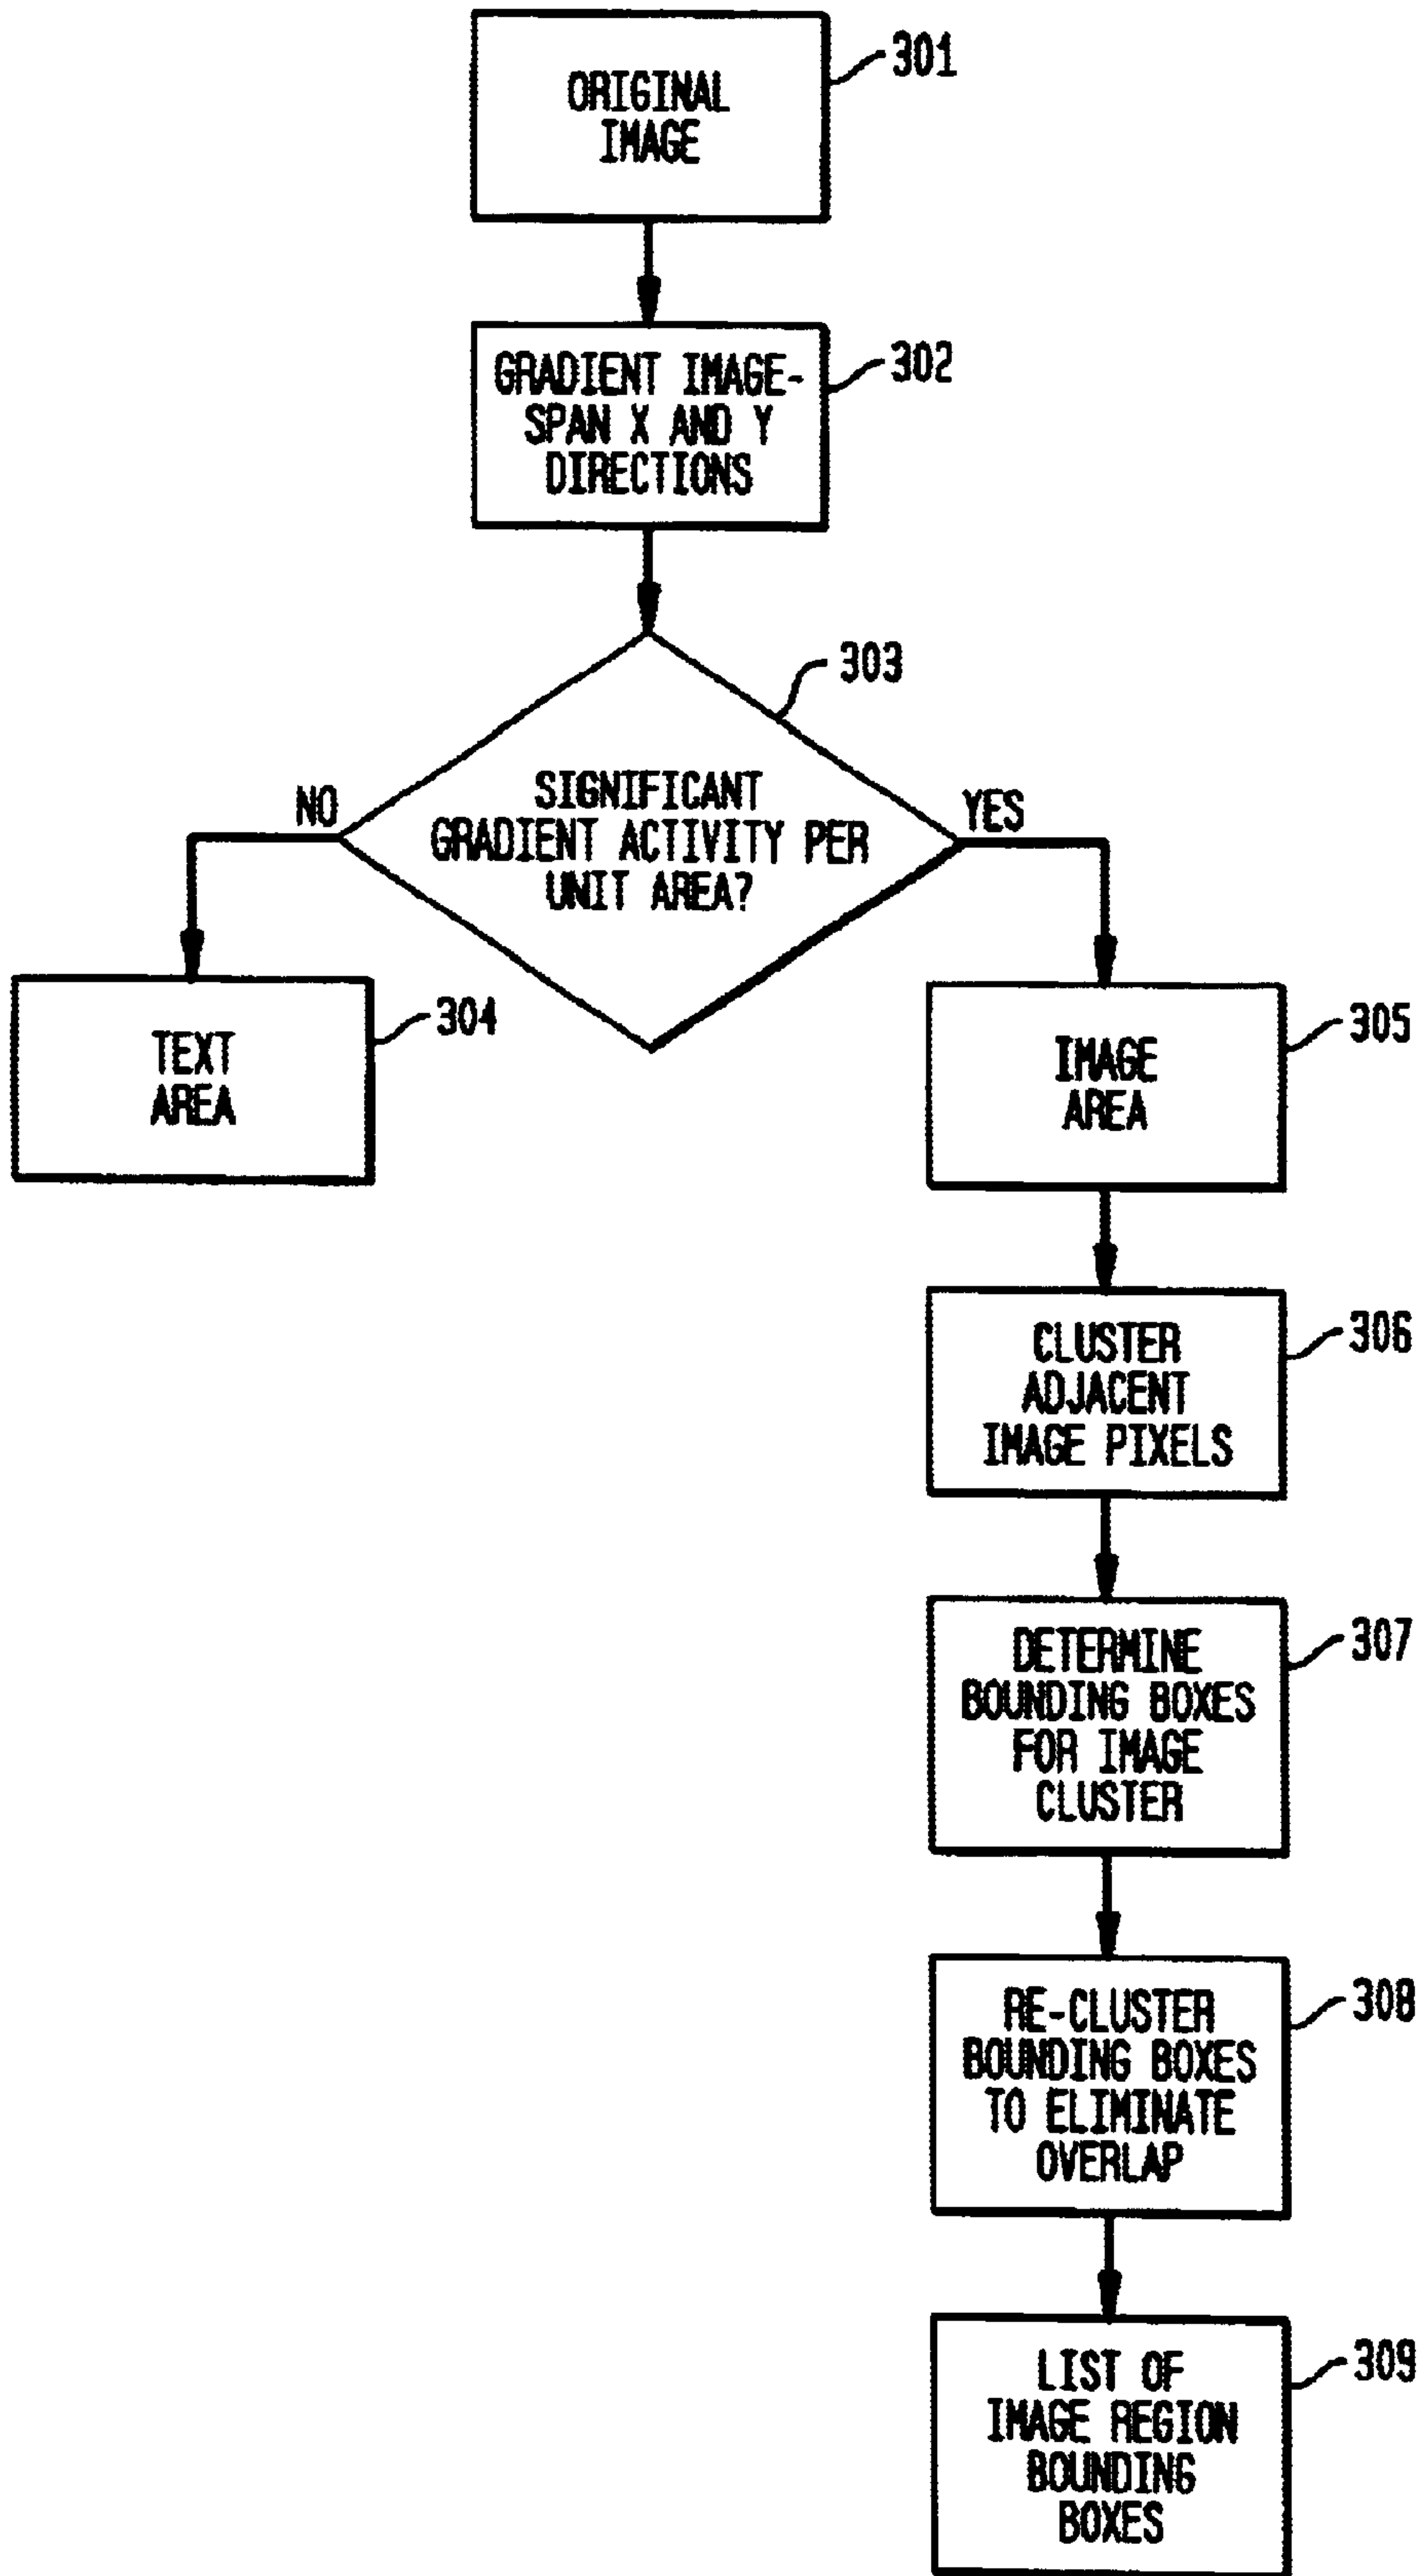 301
ORIGINAL
IMAGE
302
GRADIENT IMAGE-
SPAN X AND Y
DIRECTIONS
303
SIGNIFICANT
GRADIENT ACTIVITY PER
UNIT AREA?
NO
YES
304
TEXT
AREA
305
IMAGE
AREA
306
CLUSTER
ADJACENT
IMAGE PIXELS
307
DETERMINE
BOUNDING BOXES
FOR IMAGE
CLUSTER
308
RE-CLUSTER
BOUNDING BOXES
TO ELIMINATE
OVERLAP
309
LIST OF
IMAGE REGION
BOUNDING
BOXES